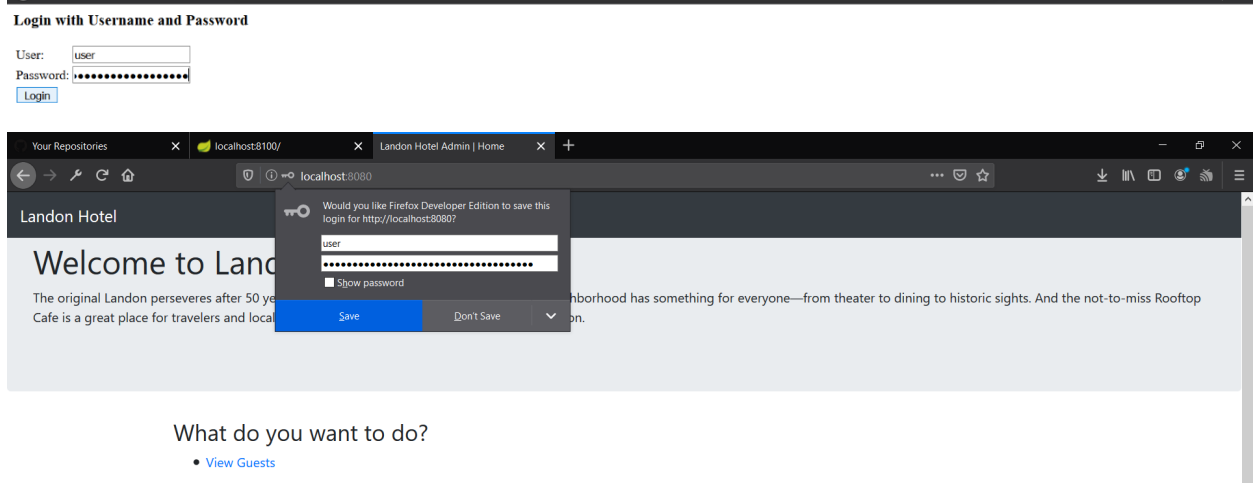 Login with Username and Password
User: user
Password: •••••••••••••••••
Login
Your Repositories localhost:8100/ Landon Hotel Admin | Home
localhost:8080
Landon Hotel
Would you like Firefox Developer Edition to save this
login for http://localhost:8080?
user
•••••••••••••••••••••••••••••••••••
Show password
Save Don't Save
Welcome to Land
The original Landon perseveres after 50 ye
hborhood has something for everyone—from theater to dining to historic sights. And the not-to-miss Rooftop
Cafe is a great place for travelers and local
on.
What do you want to do?
• View Guests